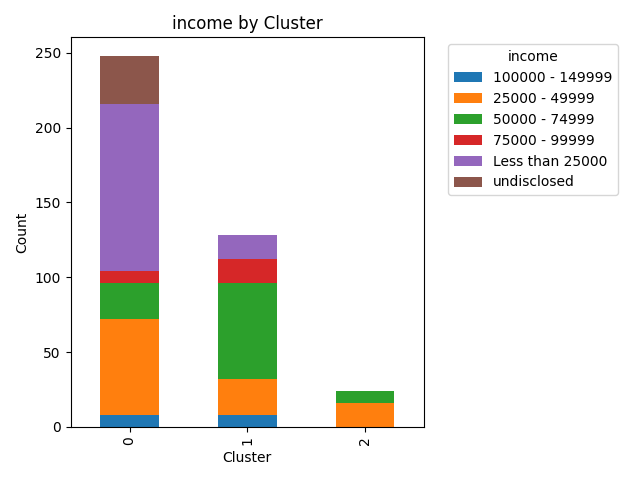 income by Cluster
250
200
150
100
50
0
Count
0
1
2
Cluster
income
100000 - 149999
25000 - 49999
50000 - 74999
75000 - 99999
Less than 25000
undisclosed